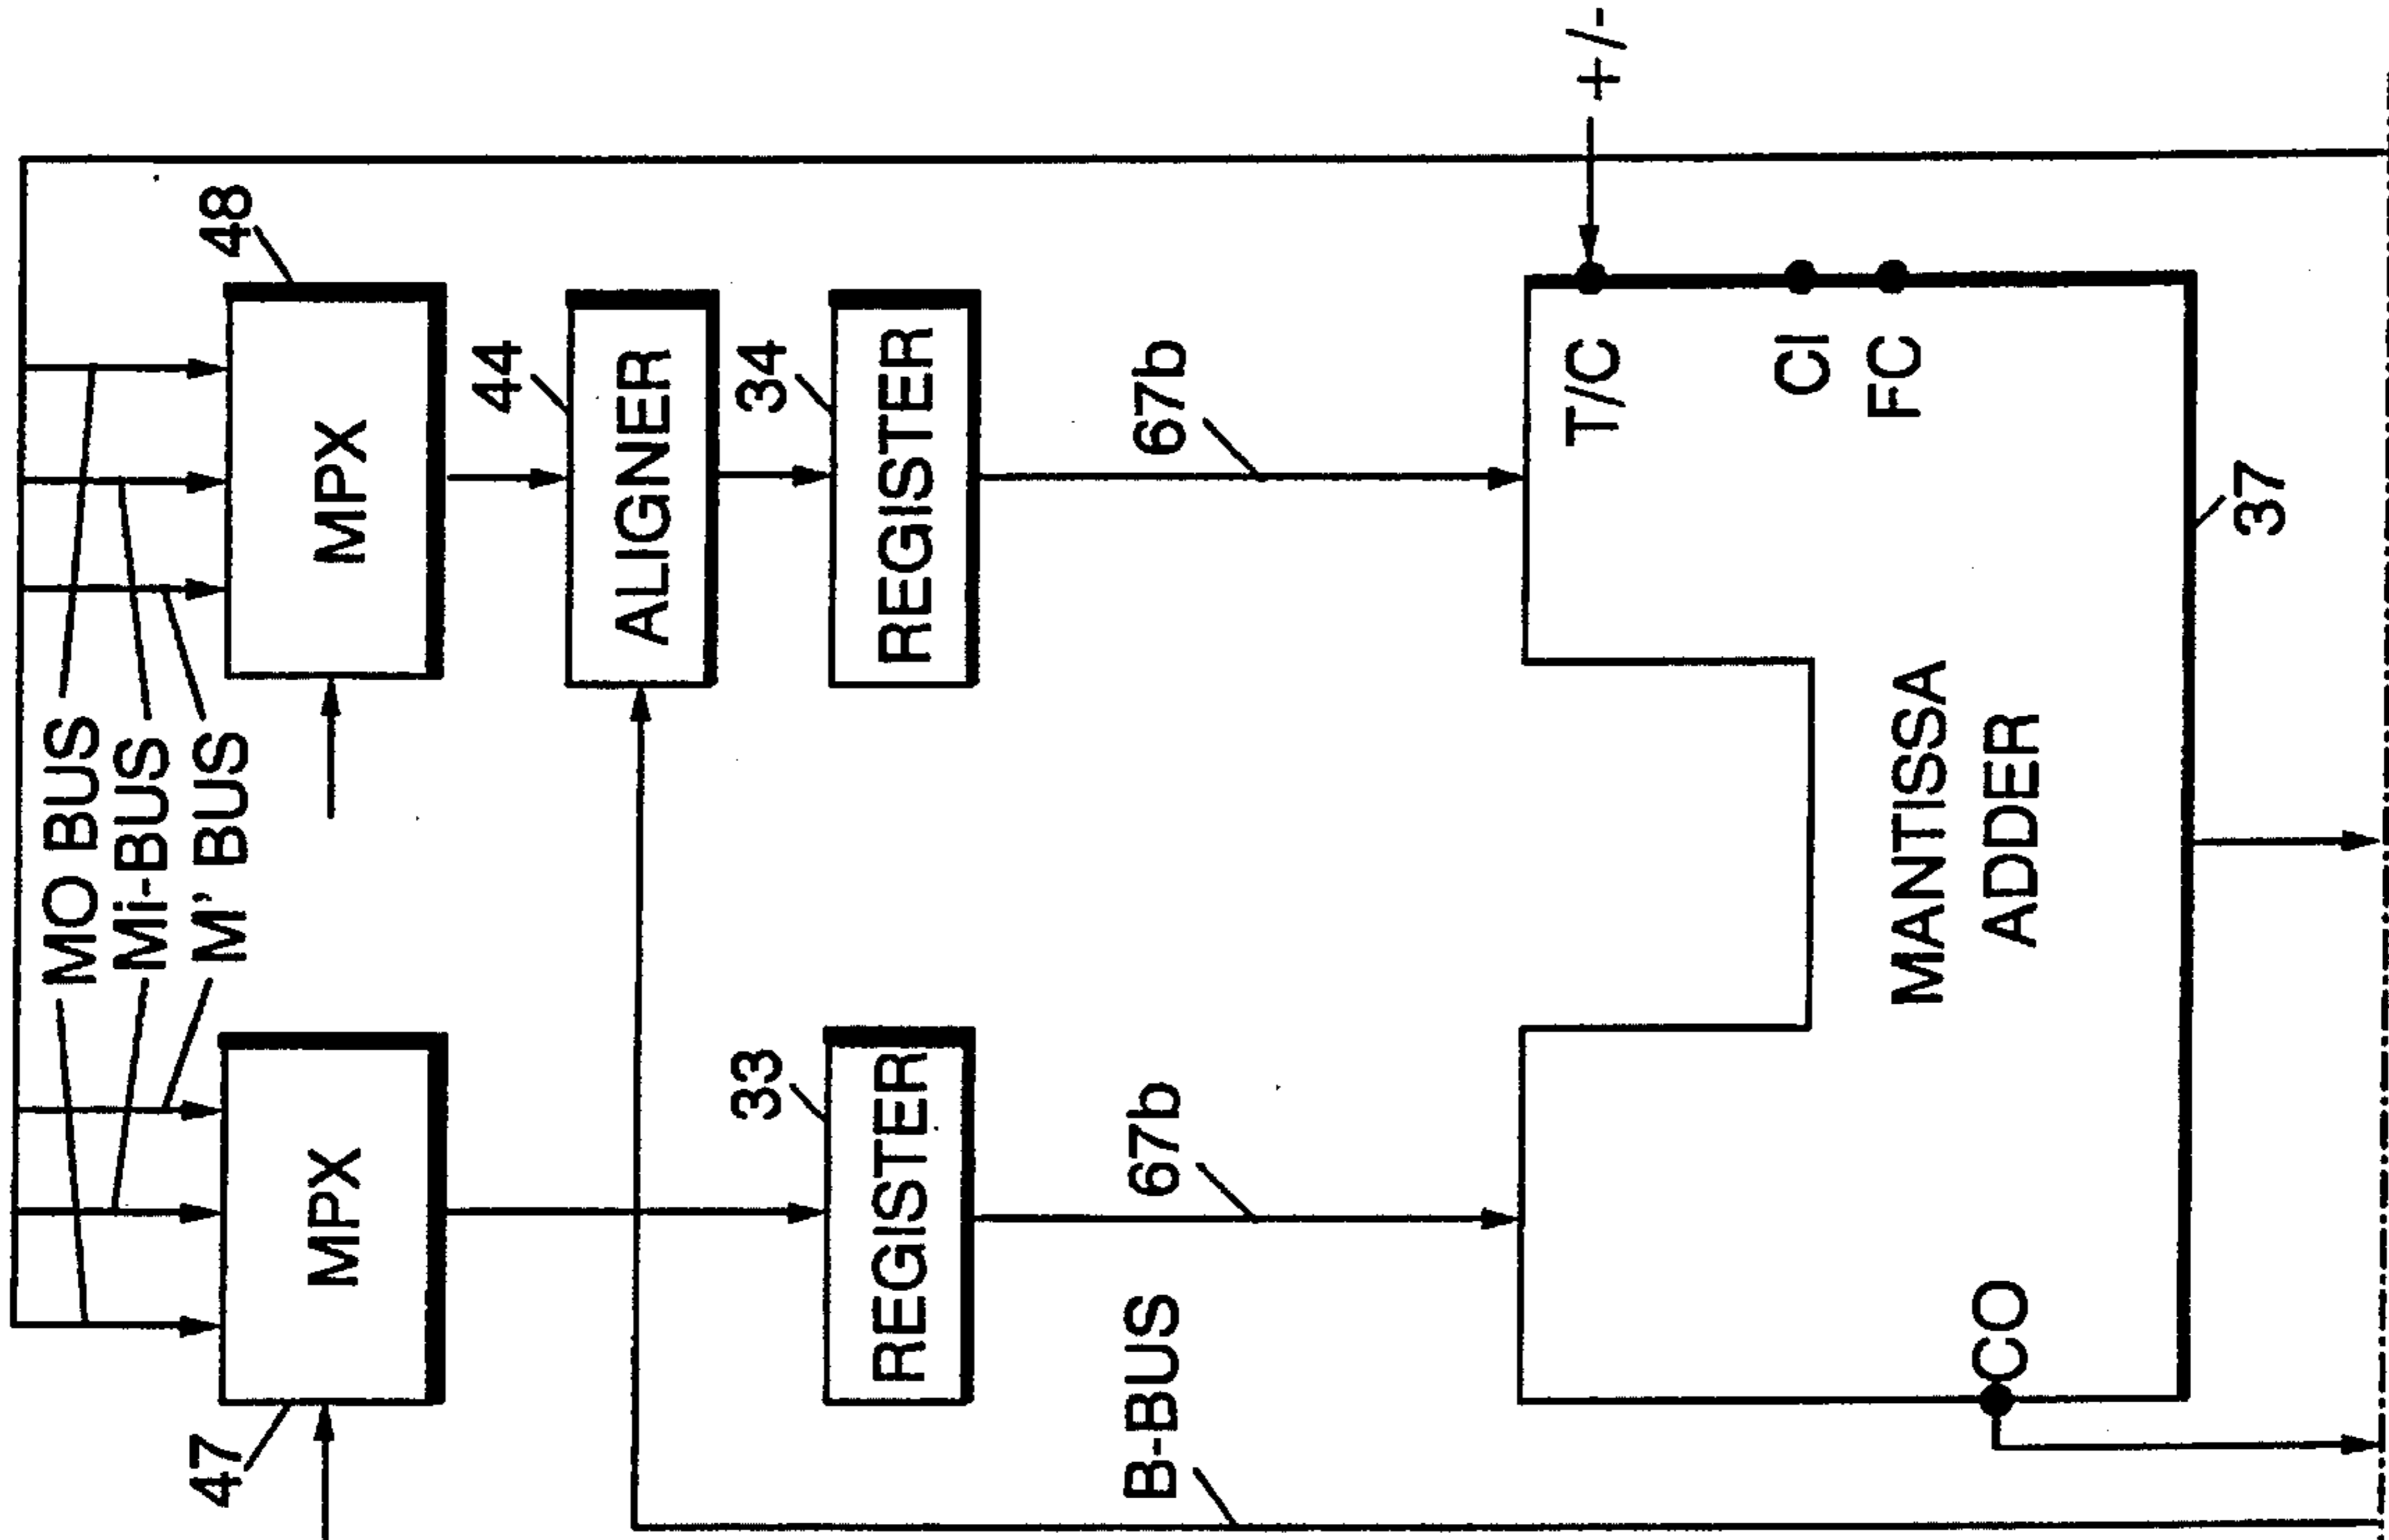 MO BUS
Mi-BUS
M' BUS
47
MPX
48
MPX
44
ALIGNER
33
REGISTER
34
REGISTER
B-BUS
67b
67b
+/-
T/C
CI
FC
MANTISSA
ADDER
CO
37